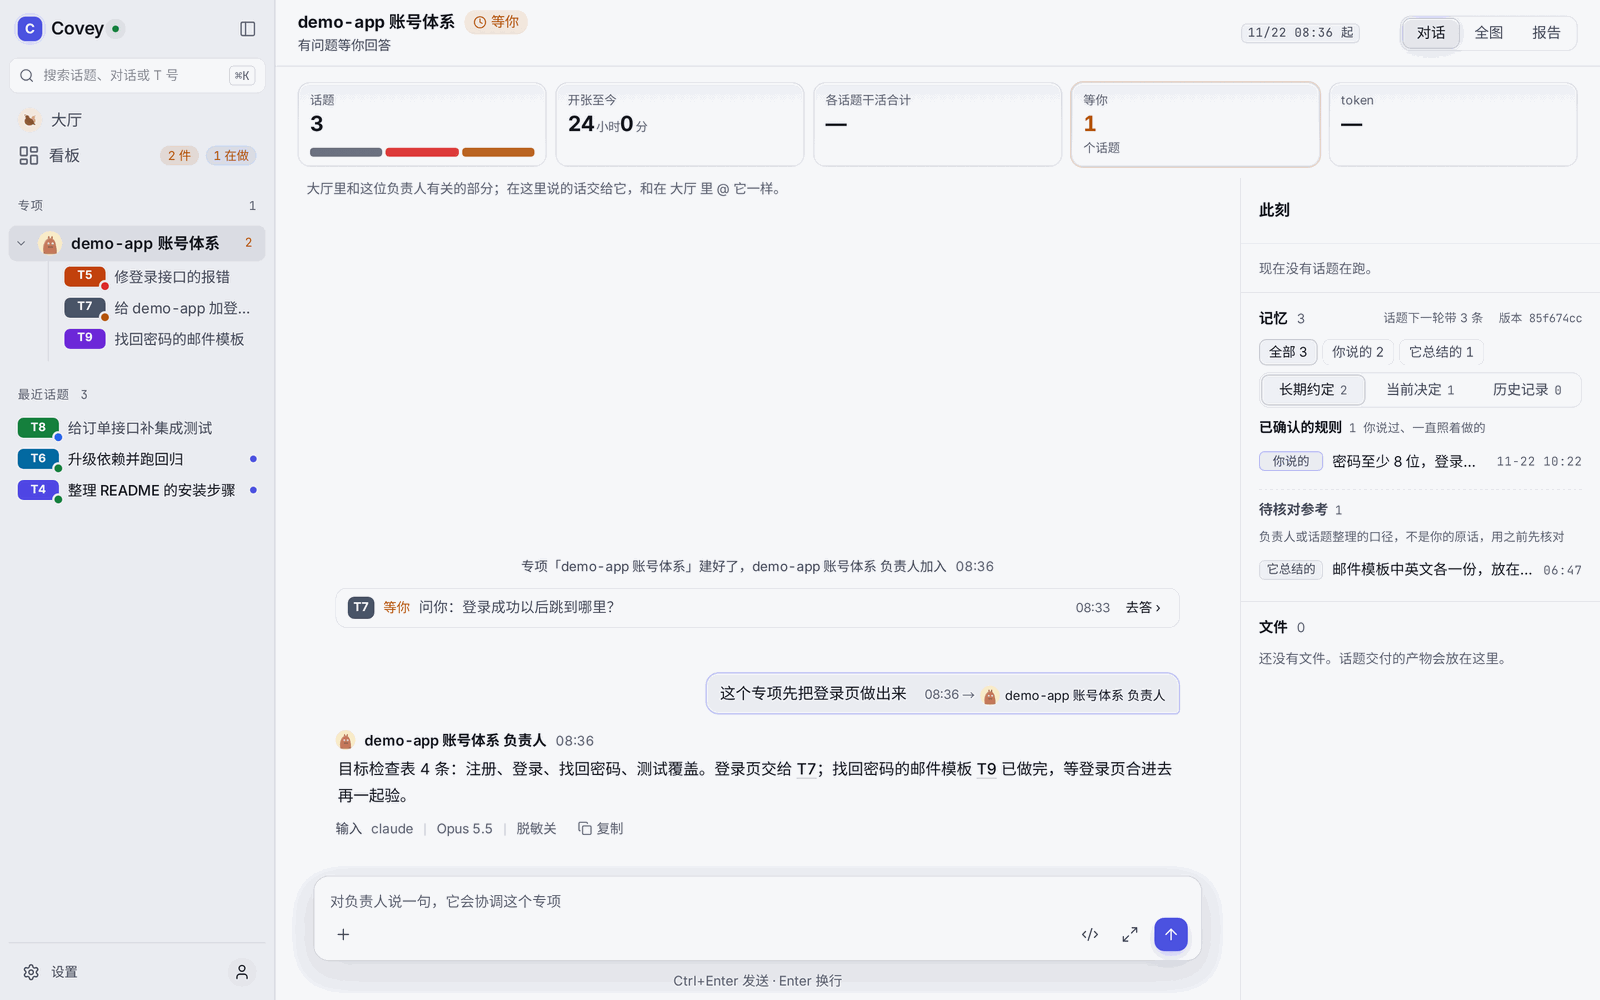 C Covey
搜索话题、对话或 T 号 ⌘K
大厅
看板 2 件 1 在做
专项 1
demo-app 账号体系 2
T5 修登录接口的报错
T7 给 demo-app 加登...
T9 找回密码的邮件模板
最近话题 3
T8 给订单接口补集成测试
T6 升级依赖并跑回归
T4 整理 README 的安装步骤
设置
demo-app 账号体系 等你
有问题等你回答
11/22 08:36 起
对话 全图 报告
话题
3
开张至今
24小时0分
各话题干活合计
—
等你
1
个话题
token
—
大厅里和这位负责人有关的部分；在这里说的话交给它，和在 大厅 里 @ 它一样。
专项「demo-app 账号体系」建好了，demo-app 账号体系 负责人加入 08:36
T7 等你 问你：登录成功以后跳到哪里？ 08:33 去答 ›
这个专项先把登录页做出来 08:36 → demo-app 账号体系 负责人
demo-app 账号体系 负责人 08:36
目标检查表 4 条：注册、登录、找回密码、测试覆盖。登录页交给 T7；找回密码的邮件模板 T9 已做完，等登录页合进去
再一起验。
输入 claude | Opus 5.5 | 脱敏关 复制
对负责人说一句，它会协调这个专项
Ctrl+Enter 发送 · Enter 换行
此刻
现在没有话题在跑。
记忆 3 话题下一轮带 3 条 版本 85f674cc
全部 3 你说的 2 它总结的 1
长期约定 2 当前决定 1 历史记录 0
已确认的规则 1 你说过、一直照着做的
你说的 密码至少 8 位，登录... 11-22 10:22
待核对参考 1
负责人或话题整理的口径，不是你的原话，用之前先核对
它总结的 邮件模板中英文各一份，放在... 06:47
文件 0
还没有文件。话题交付的产物会放在这里。